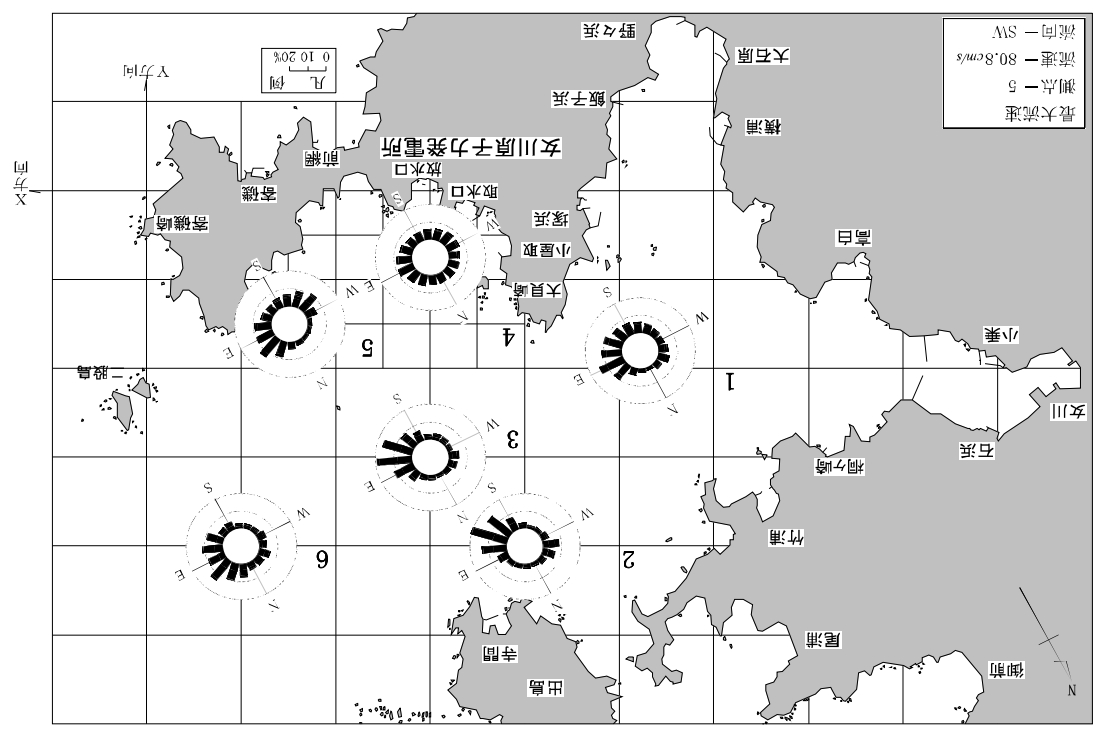 御前
N
尾浦
出島
寺間
竹浦
2
6
N
N
E
W
E
W
S
S
桐ヶ崎
石浜
女川
3
N
E
W
S
1
N
E
W
S
小乗
二股島
5
4
N
E
W
S
大貝崎
小屋取
塚浜
高白
N
E
W
S
寄磯崎
寄磯
前網
取水口
放水口
女川原子力発電所
X方向
Y方向
横浦
飯子浜
大石原
野々浜
凡 例
0 10 20%
最大流速
測点－ 5
流速－ 80.8cm/s
流向－ SW